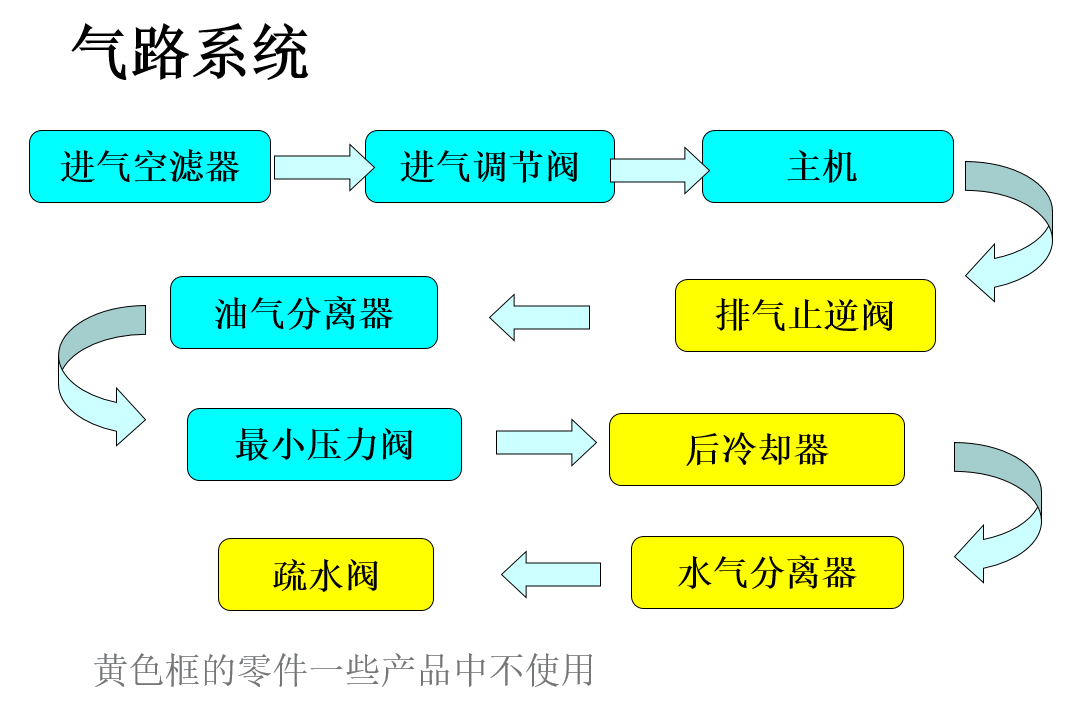 气路系统
进气空滤器
进气调节阀
主机
排气止逆阀
油气分离器
最小压力阀
后冷却器
水气分离器
疏水阀
黄色框的零件一些产品中不使用